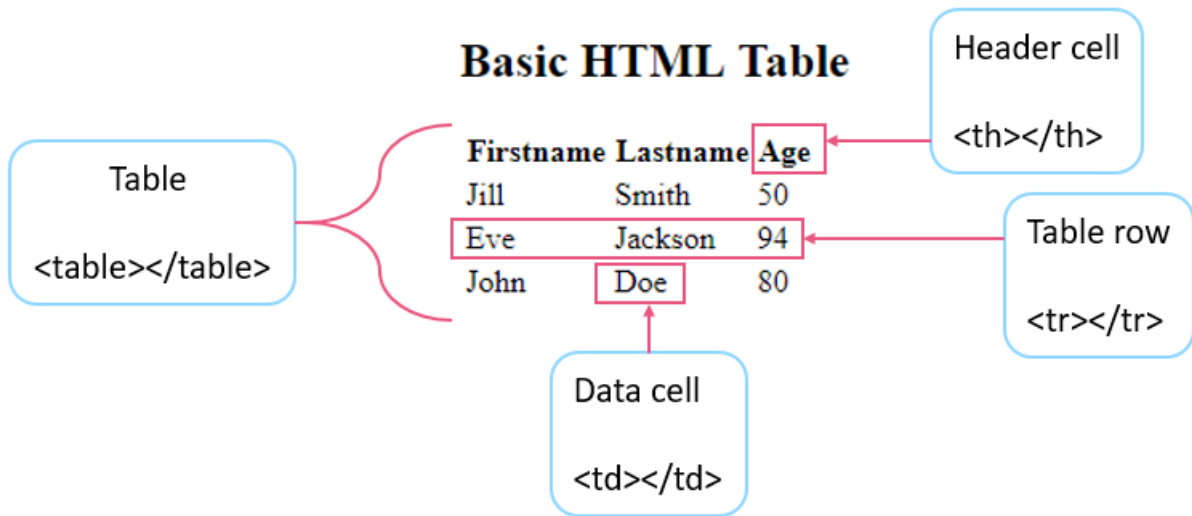 Basic HTML Table
Header cell
<th></th>
Table
<table></table>
Firstname Lastname Age
Jill Smith 50
Eve Jackson 94
John Doe 80
Table row
<tr></tr>
Data cell
<td></td>